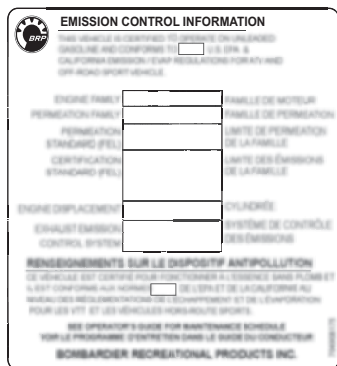 BRP
EMISSION CONTROL INFORMATION
THIS VEHICLE IS CERTIFIED TO OPERATE ON UNLEADED
GASOLINE AND CONFORMS TO U.S. EPA &
CALIFORNIA EMISSION / EVAP REGULATIONS FOR ATV AND
OFF-ROAD SPORT VEHICLE.
ENGINE FAMILY FAMILLE DE MOTEUR
PERMEATION FAMILY FAMILLE DE PERMEATION
PERMEATION LIMITE DE PERMEATION
STANDARD (FEL) DE LA FAMILLE
CERTIFICATION LIMITE DES ÉMISSIONS
STANDARD (FEL) DE LA FAMILLE
ENGINE DISPLACEMENT CYLINDRÉE
EXHAUST EMISSION SYSTÈME DE CONTRÔLE
CONTROL SYSTEM DES ÉMISSIONS
RENSEIGNEMENTS SUR LE DISPOSITIF ANTIPOLLUTION
CE VÉHICULE EST CERTIFIÉ POUR FONCTIONNER À L'ESSENCE SANS PLOMB ET
IL EST CONFORME AUX NORMES DE L'EPA ET DE LA CALIFORNIE AU
NIVEAU DES RÉGLEMENTATIONS DE L'ÉCHAPPEMENT ET DE L'ÉVAPORATION
POUR LES VTT ET LES VÉHICULES HORS-ROUTE SPORTS.
SEE OPERATOR'S GUIDE FOR MAINTENANCE SCHEDULE
VOIR LE PROGRAMME D'ENTRETIEN DANS LE GUIDE DU CONDUCTEUR
BOMBARDIER RECREATIONAL PRODUCTS INC.